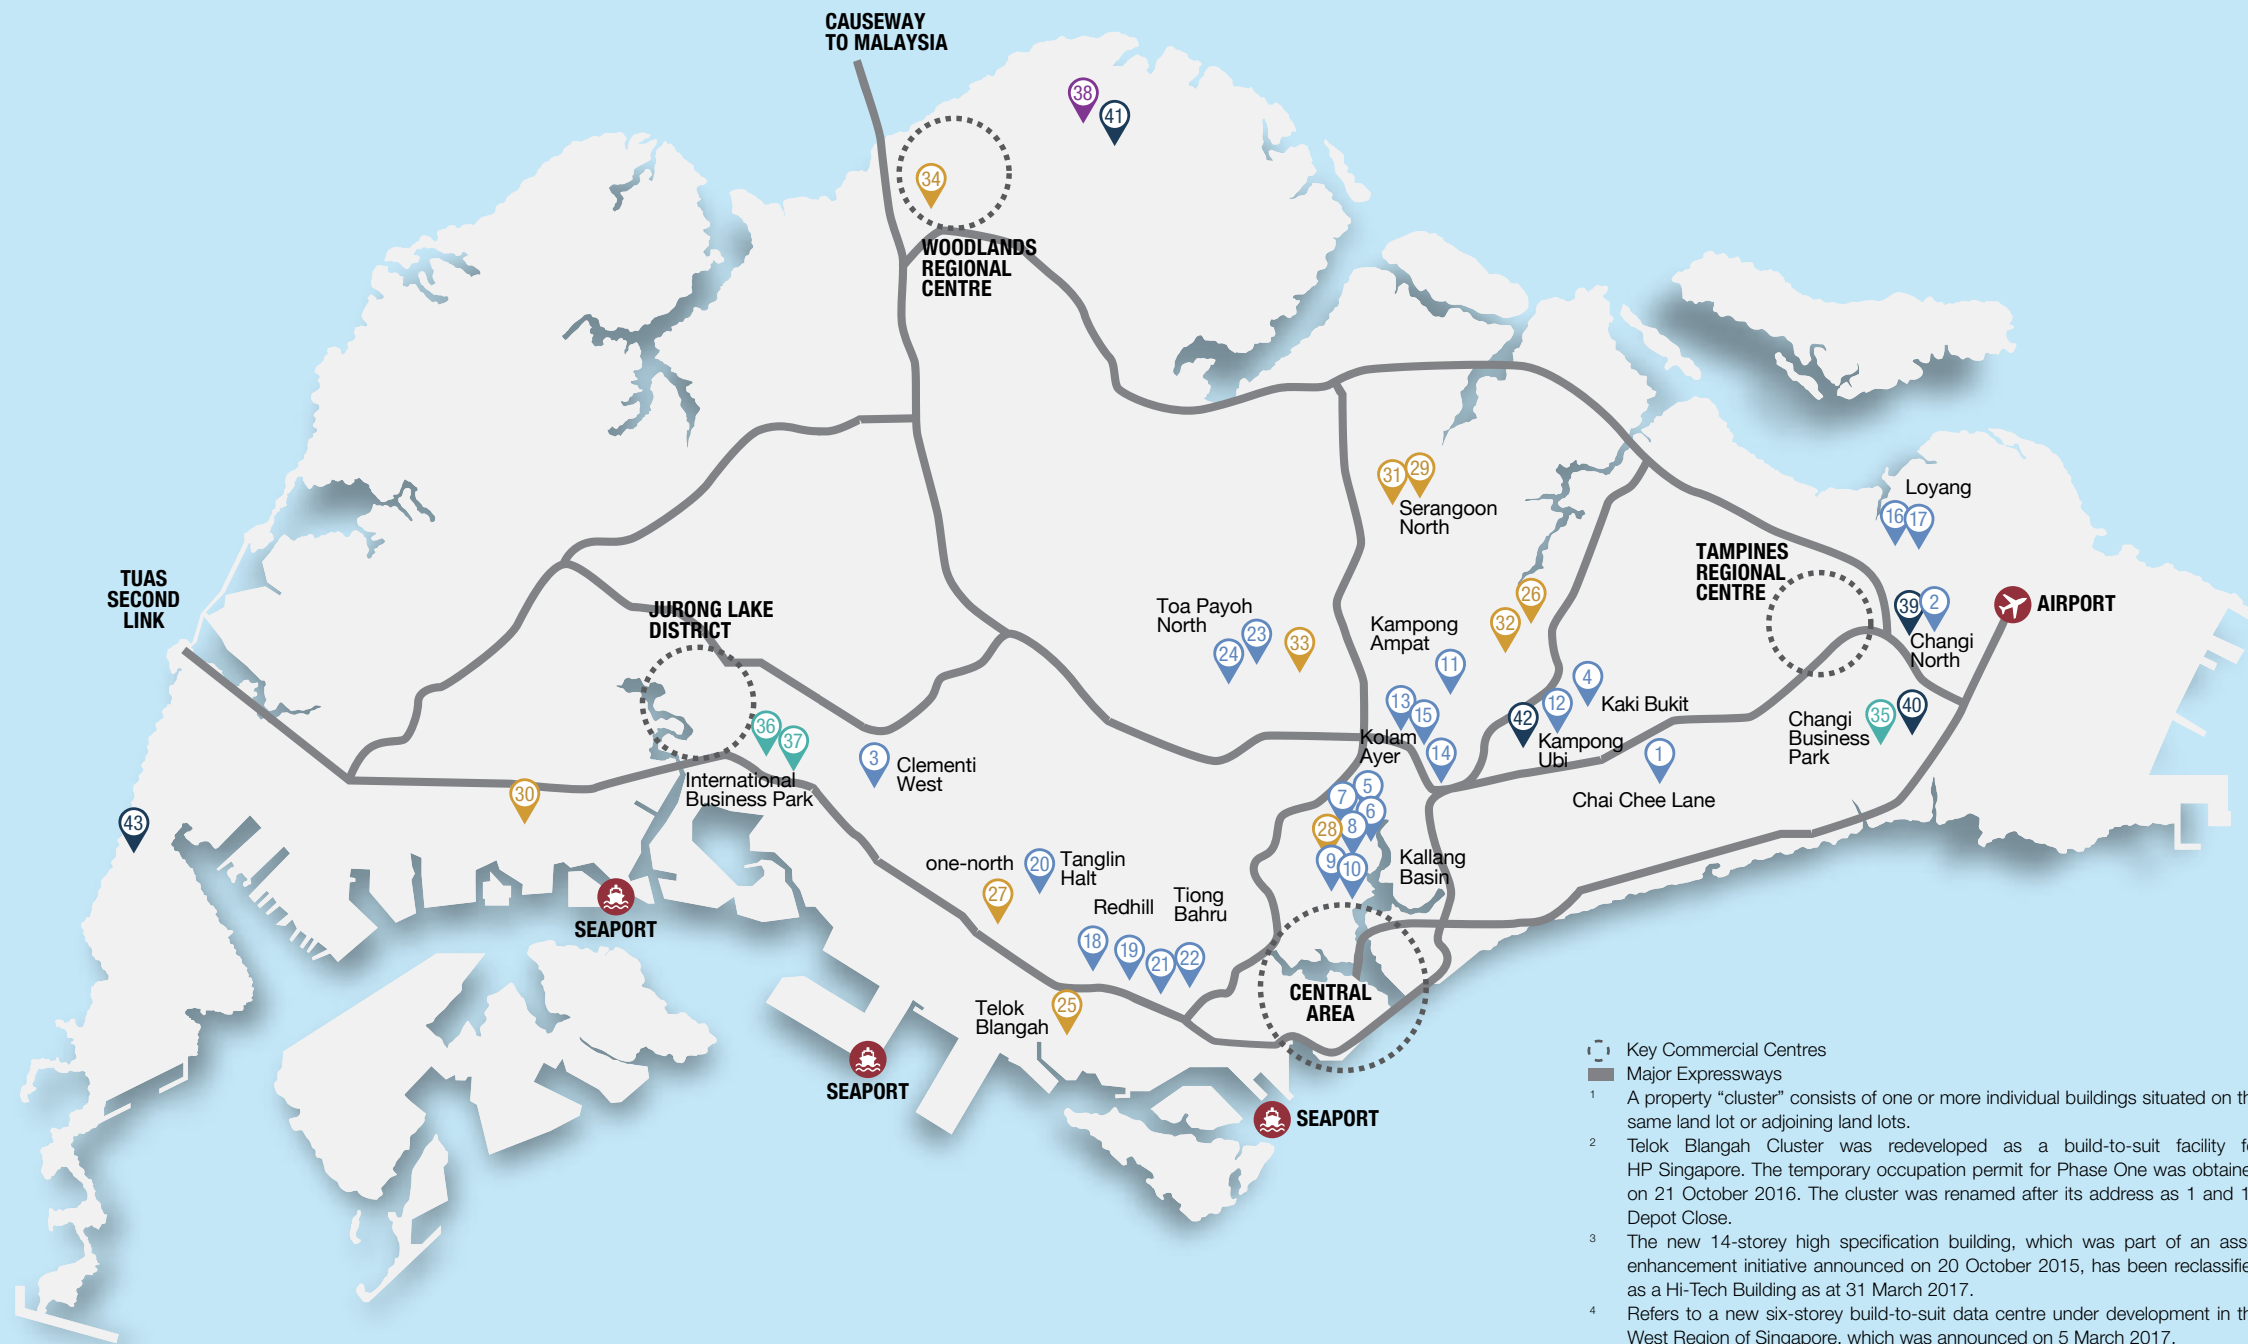 CAUSEWAY
TO MALAYSIA
38
41
34
WOODLANDS
REGIONAL
CENTRE
31
29
Serangoon
North
Loyang
16
17
TUAS
SECOND
LINK
JURONG LAKE
DISTRICT
Toa Payoh
North
23
24
33
Kampong
Ampat
11
26
32
TAMPINES
REGIONAL
CENTRE
39
2
Changi
North
AIRPORT
36
37
International
Business Park
3
Clementi
West
13
15
14
Kolam
Ayer
42
12
4
Kaki Bukit
Kampong
Ubi
1
Chai Chee Lane
Changi
Business
Park
35
40
43
30
5
7
6
28
8
9
10
Kallang
Basin
one-north
27
20
Tanglin
Halt
Redhill
Tiong
Bahru
18
19
21
22
SEAPORT
Telok
Blangah
25
CENTRAL
AREA
SEAPORT
SEAPORT
Key Commercial Centres
Major Expressways
1 A property “cluster” consists of one or more individual buildings situated on th
same land lot or adjoining land lots.
2 Telok Blangah Cluster was redeveloped as a build-to-suit facility f
HP Singapore. The temporary occupation permit for Phase One was obtaine
on 21 October 2016. The cluster was renamed after its address as 1 and 1
Depot Close.
3 The new 14-storey high specification building, which was part of an ass
enhancement initiative announced on 20 October 2015, has been reclassifie
as a Hi-Tech Building as at 31 March 2017.
4 Refers to a new six-storey build-to-suit data centre under development in th
West Region of Singapore, which was announced on 5 March 2017.